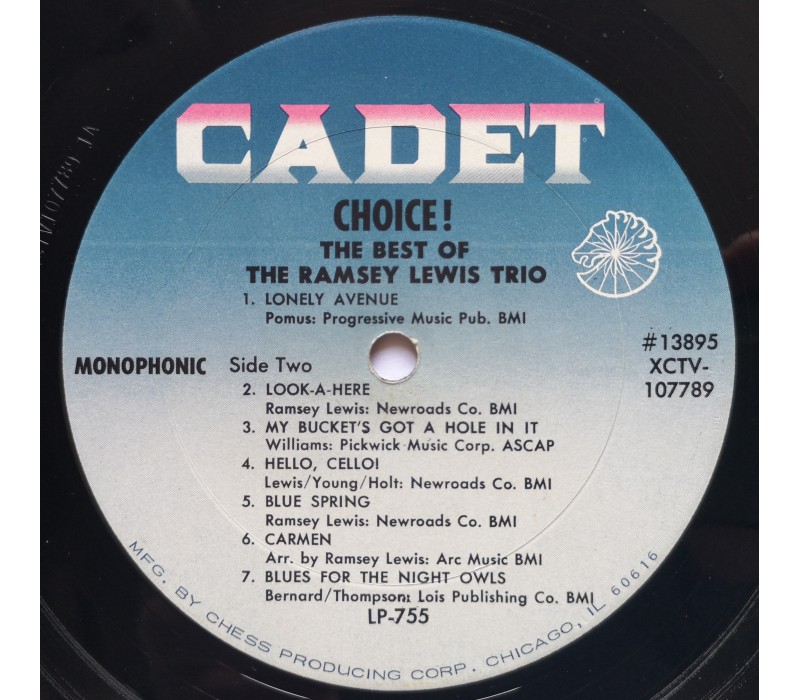 CADET
CHOICE!
THE BEST OF
THE RAMSEY LEWIS TRIO
1. LONELY AVENUE
Pomus: Progressive Music Pub. BMI
MONOPHONIC Side Two
#13895
XCTV-
107789
2. LOOK-A-HERE
Ramsey Lewis: Newroads Co. BMI
3. MY BUCKET'S GOT A HOLE IN IT
Williams: Pickwick Music Corp. ASCAP
4. HELLO, CELLO!
Lewis/Young/Holt: Newroads Co. BMI
5. BLUE SPRING
Ramsey Lewis: Newroads Co. BMI
6. CARMEN
Arr. by Ramsey Lewis: Arc Music BMI
7. BLUES FOR THE NIGHT OWLS
Bernard/Thompson: Lois Publishing Co. BMI
LP-755
MFG. BY CHESS PRODUCING CORP. CHICAGO, IL 60616